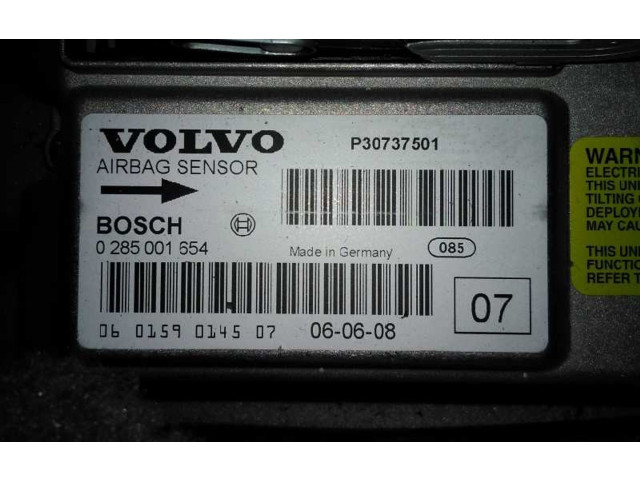 VOLVO
P30737501
AIRBAG SENSOR
BOSCH
0 285 001 654
Made in Germany
085
06 0159 0145 07
06-06-08
07
WARN
ELECTRI
THIS UNI
TILTING
DEPLOY
MAY CAU
THIS UNI
FUNCTIO
REFER T